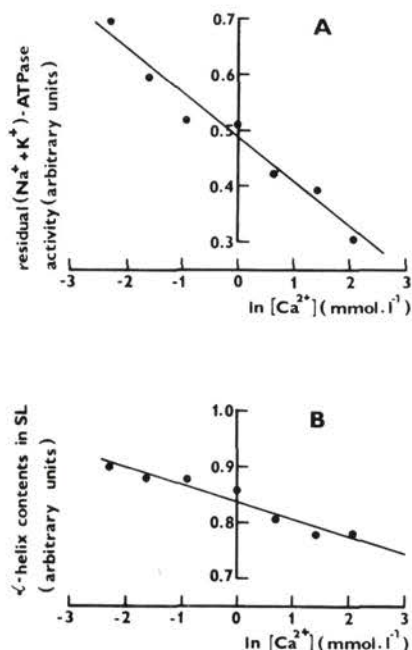 A
residual (Na⁺+K⁺)-ATPase
activity (arbitrary units)
0.7
0.6
0.5
0.4
0.3
-3 -2 -1 0 1 2 3
ln [Ca²⁺] (mmol.l⁻¹)
B
-helix contents in SL
(arbitrary units)
1.0
0.9
0.8
0.7
-3 -2 -1 0 1 2 3
ln [Ca²⁺] (mmol.l⁻¹)